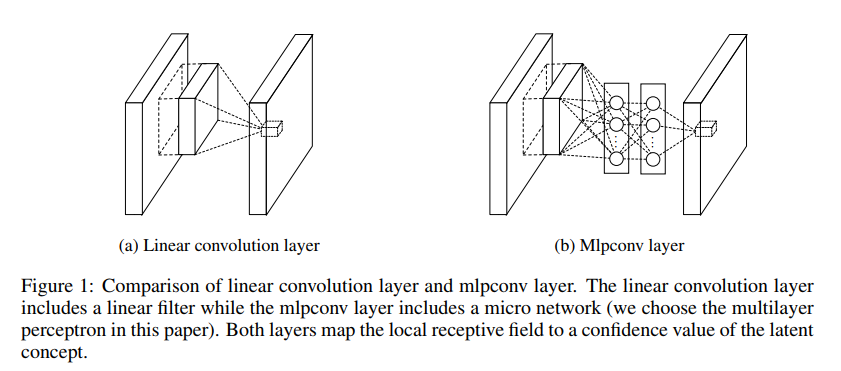 (a) Linear convolution layer
(b) Mlpconv layer
Figure 1: Comparison of linear convolution layer and mlpconv layer. The linear convolution layer
includes a linear filter while the mlpconv layer includes a micro network (we choose the multilayer
perceptron in this paper). Both layers map the local receptive field to a confidence value of the latent
concept.